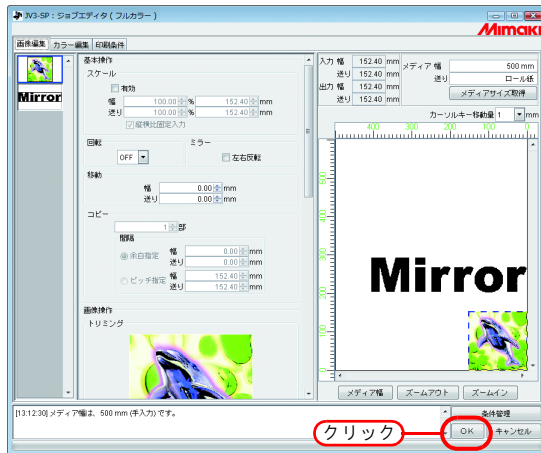 JV3-SP : ジョブエディタ ( フルカラー )
Mimaki
画像編集 カラー編集 印刷条件
Mirror
基本操作
スケール
有効
幅 100.00 % 152.40 mm
送り 100.00 % 152.40 mm
縦横比固定入力
回転 ミラー
OFF 左右反転
移動
幅 0.00 mm
送り 0.00 mm
コピー
1 部
間隔
余白指定 幅 0.00 mm
送り 0.00 mm
ピッチ指定 幅 152.40 mm
送り 152.40 mm
画像操作
トリミング
入力 幅 152.40 mm
送り 152.40 mm
出力 幅 152.40 mm
送り 152.40 mm
メディア 幅 500 mm
送り ロール紙
メディアサイズ取得
カーソルキー移動量 1 mm
400 300 200 100 0
500
400
300
200
100
0
Mirror
メディア幅 ズームアウト ズームイン
[13:12:30] メディア幅は、500 mm (手入力) です。
条件管理
クリック
OK キャンセル